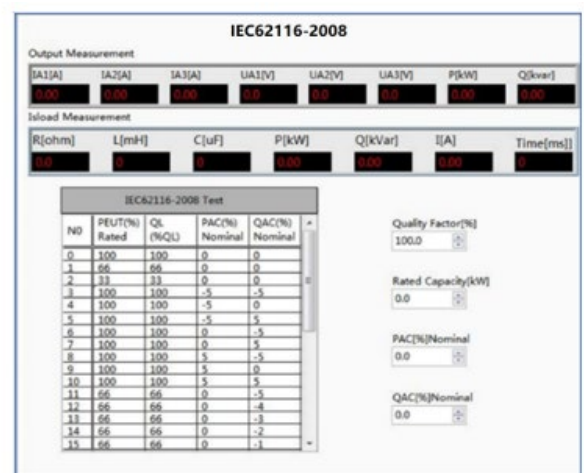 IEC62116-2008
Output Measurement
IA1[A] IA2[A] IA3[A] UA1[V] UA2[V] UA3[V] P[kW] Q[kvar]
0.00 0.00 0.00 0.0 0.0 0.0 0.00 0.00
Isload Measurement
R[ohm] L[mH] C[uF] P[kW] Q[kVar] I[A] Time[ms]]
0.0 0 0 0.00 0.00 0.00 0
IEC62116-2008 Test
N0 PEUT(%) Rated QL (%QL) PAC(%) Nominal QAC(%) Nominal
0 100 100 0 0
1 66 66 0 0
2 33 33 0 0
3 100 100 -5 -5
4 100 100 -5 0
5 100 100 -5 5
6 100 100 0 -5
7 100 100 0 5
8 100 100 5 -5
9 100 100 5 0
10 100 100 5 5
11 66 66 0 -5
12 66 66 0 -4
13 66 66 0 -3
14 66 66 0 -2
15 66 66 0 -1
Quality Factor[%]
100.0
Rated Capacity[kW]
0.0
PAC[%]Nominal
0.0
QAC[%]Nominal
0.0